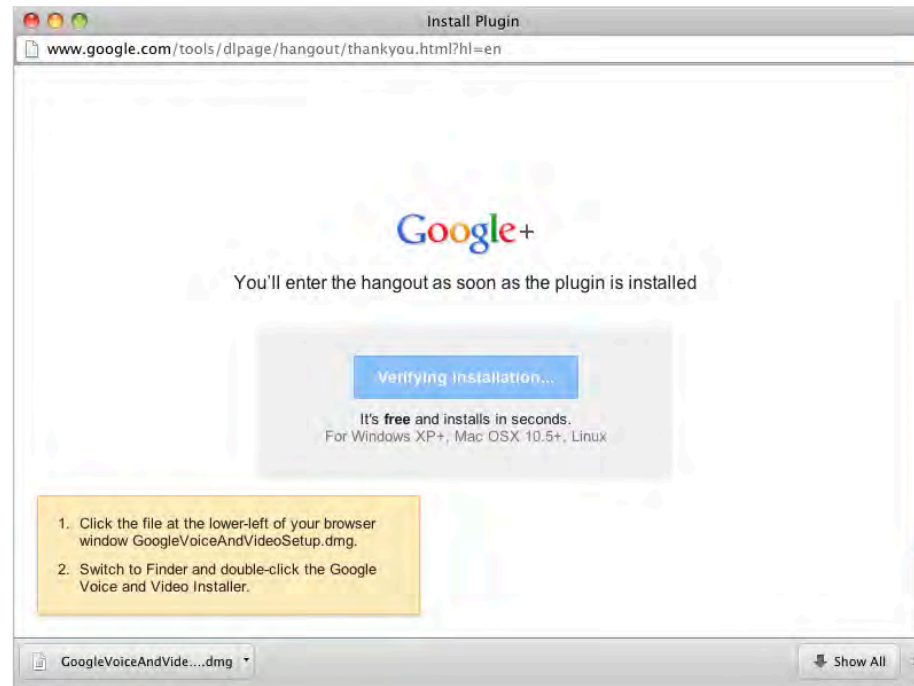 Install Plugin
www.google.com/tools/dlpage/hangout/thankyou.html?hl=en
Google+
You'll enter the hangout as soon as the plugin is installed
Verifying installation...
It's free and installs in seconds.
For Windows XP+, Mac OSX 10.5+, Linux
1. Click the file at the lower-left of your browser
window GoogleVoiceAndVideoSetup.dmg.
2. Switch to Finder and double-click the Google
Voice and Video Installer.
GoogleVoiceAndVide....dmg
Show All